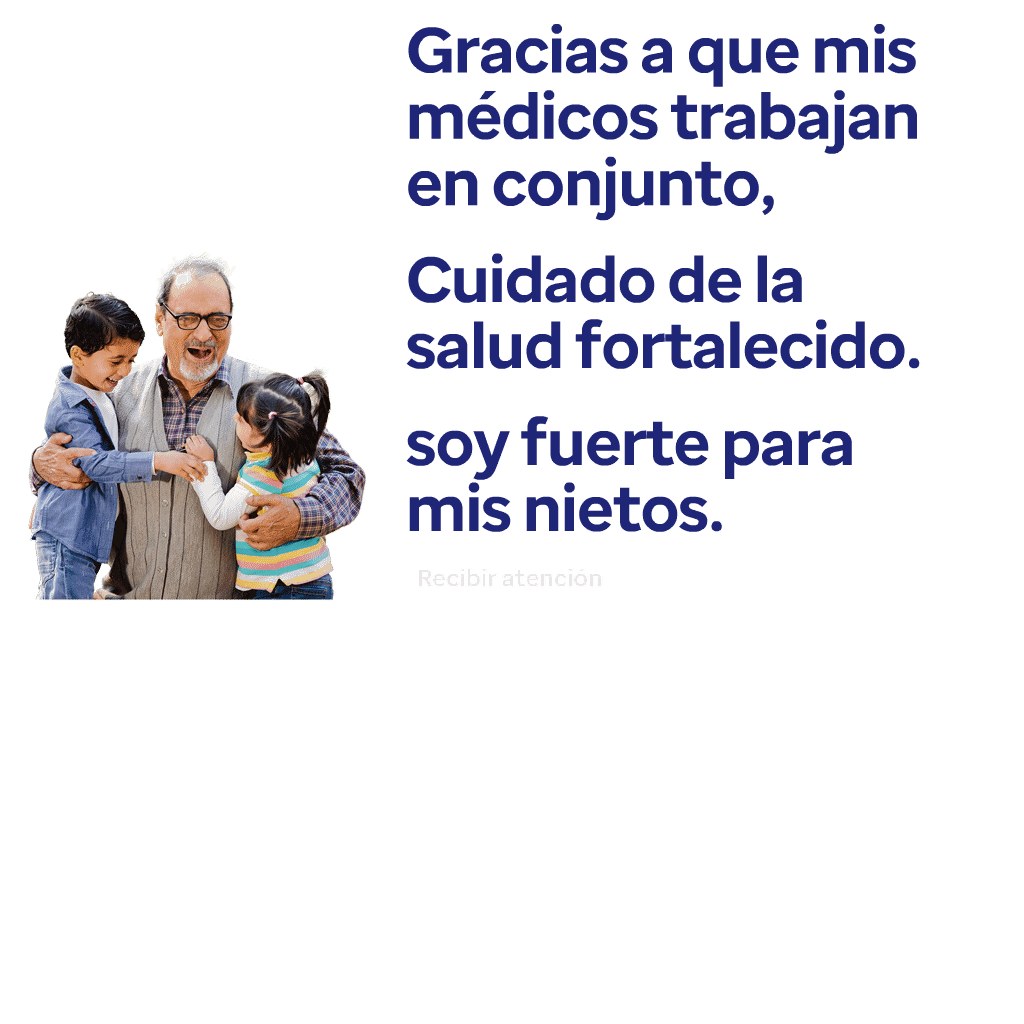 Gracias a que mis
médicos trabajan
en conjunto,
Cuidado de la
salud fortalecido.
soy fuerte para
mis nietos.
Recibir atención